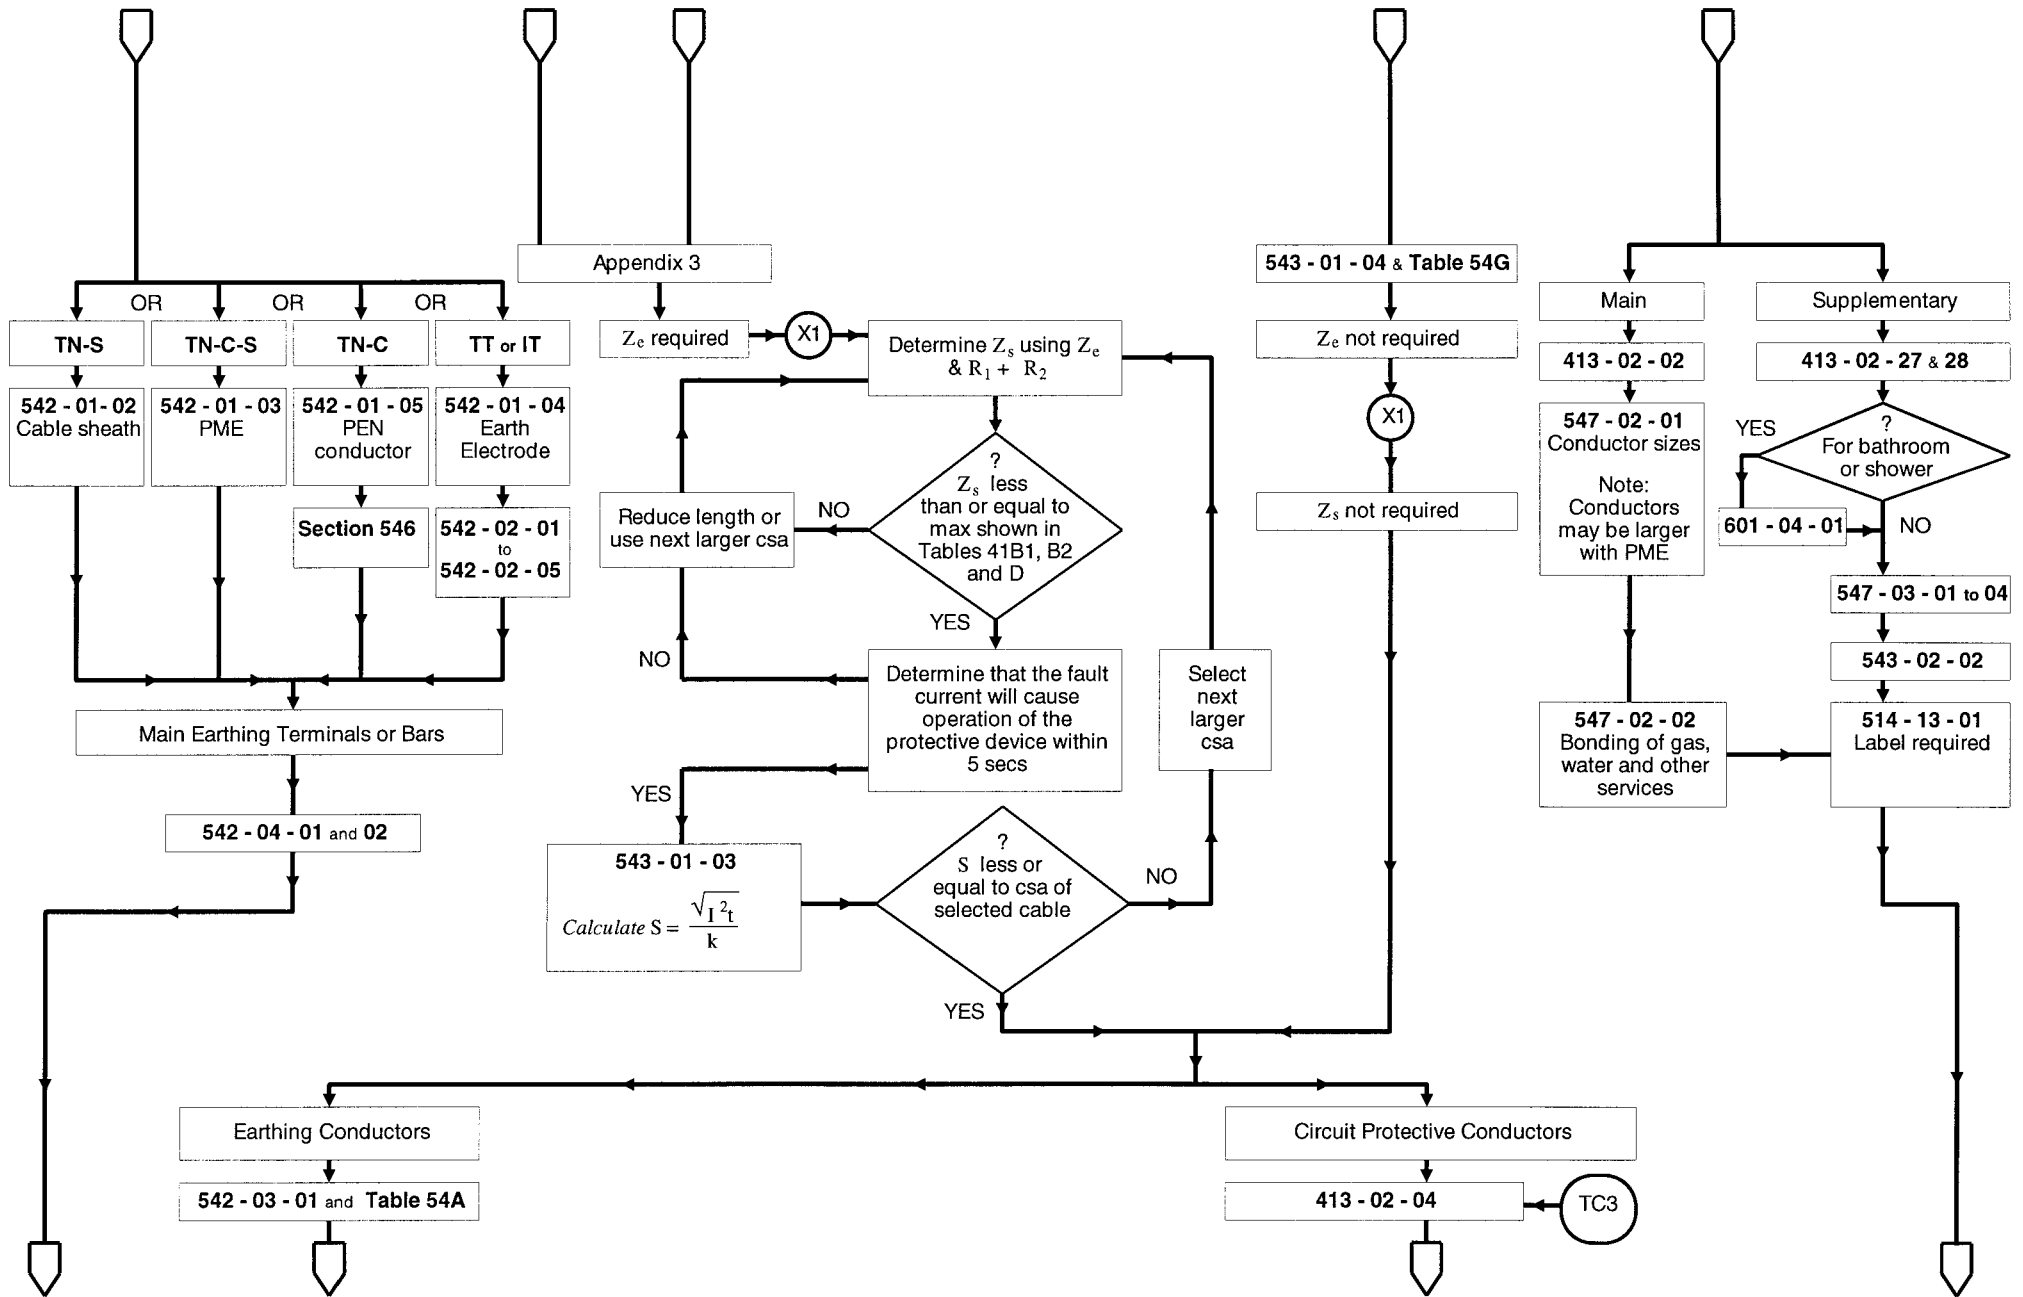 OR
OR
OR
TN-S
TN-C-S
TN-C
TT or IT
542 - 01 - 02
Cable sheath
542 - 01 - 03
PME
542 - 01 - 05
PEN
conductor
542 - 01 - 04
Earth
Electrode
Section 546
542 - 02 - 01
to
542 - 02 - 05
Main Earthing Terminals or Bars
542 - 04 - 01 and 02
Appendix 3
Ze required
X1
Determine Zs using Ze
& R1 + R2
?
Zs less
than or equal to
max shown in
Tables 41B1, B2
and D
NO
Reduce length or
use next larger csa
YES
NO
Determine that the fault
current will cause
operation of the
protective device within
5 secs
YES
543 - 01 - 03
Calculate S = √I²t / k
?
S less or
equal to csa of
selected cable
NO
Select
next
larger
csa
YES
543 - 01 - 04 & Table 54G
Ze not required
X1
Zs not required
Main
413 - 02 - 02
547 - 02 - 01
Conductor sizes
Note:
Conductors
may be larger
with PME
547 - 02 - 02
Bonding of gas,
water and other
services
Supplementary
413 - 02 - 27 & 28
YES
?
For bathroom
or shower
601 - 04 - 01
NO
547 - 03 - 01 to 04
543 - 02 - 02
514 - 13 - 01
Label required
Earthing Conductors
542 - 03 - 01 and Table 54A
Circuit Protective Conductors
413 - 02 - 04
TC3